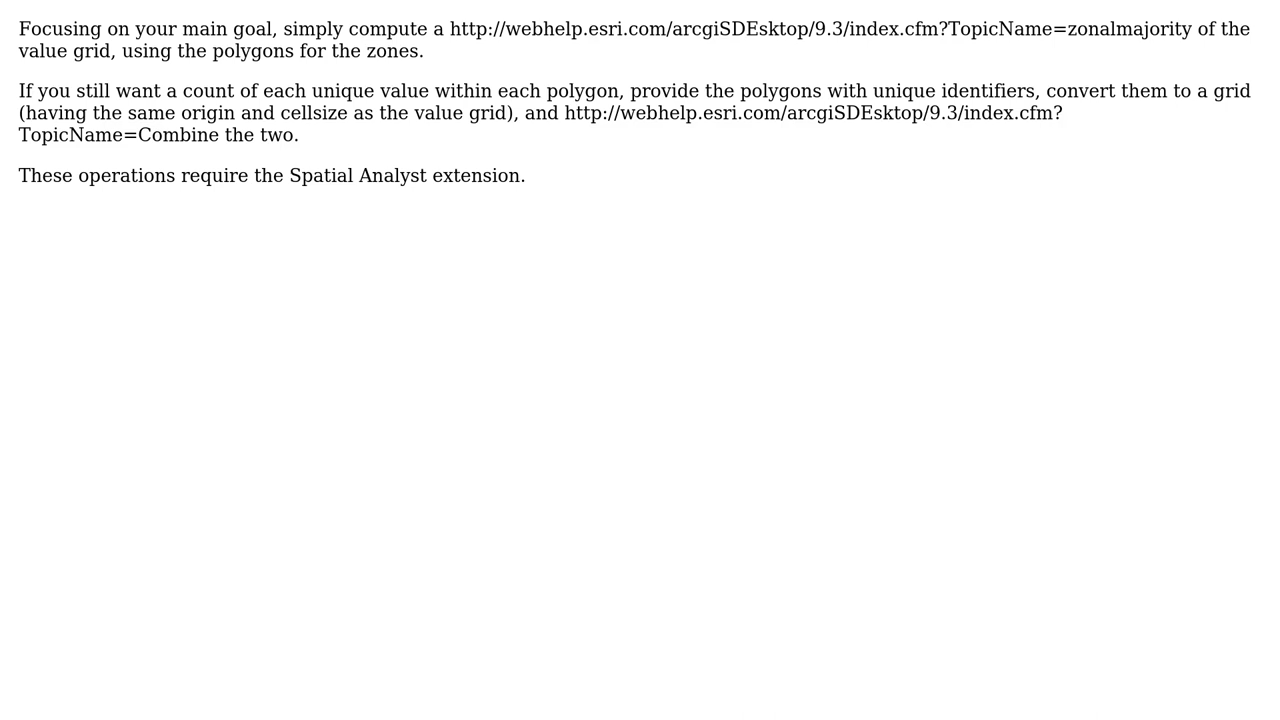 Focusing on your main goal, simply compute a http://webhelp.esri.com/arcgiSDEsktop/9.3/index.cfm?TopicName=zonalmajority of the
value grid, using the polygons for the zones.
If you still want a count of each unique value within each polygon, provide the polygons with unique identifiers, convert them to a grid
(having the same origin and cellsize as the value grid), and http://webhelp.esri.com/arcgiSDEsktop/9.3/index.cfm?
TopicName=Combine the two.
These operations require the Spatial Analyst extension.